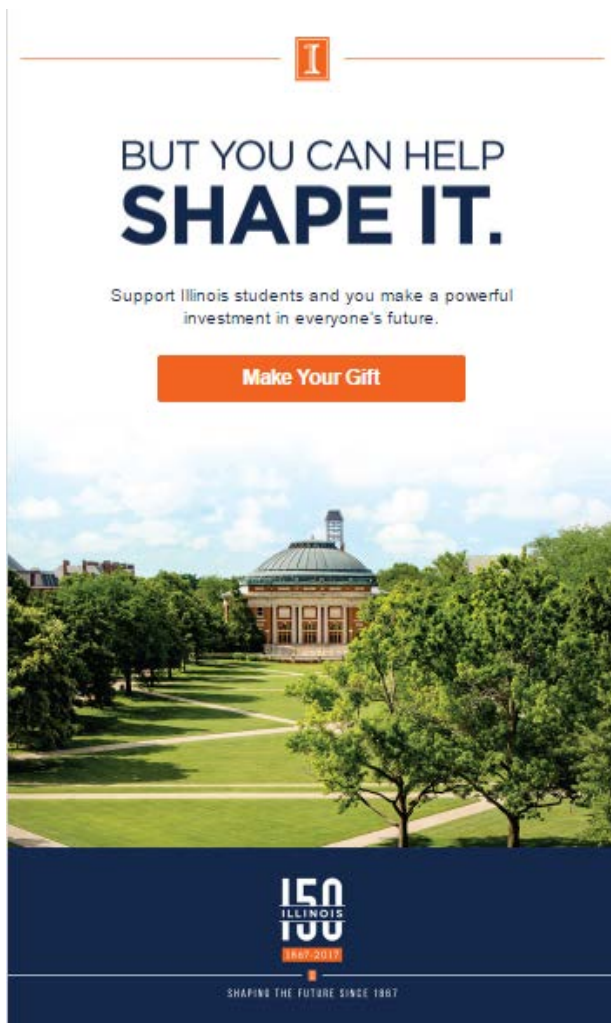 I
BUT YOU CAN HELP
SHAPE IT.
Support Illinois students and you make a powerful
investment in everyone's future.
Make Your Gift
150
ILLINOIS
1867-2017
SHAPING THE FUTURE SINCE 1867